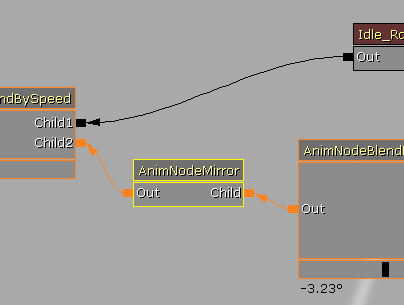 Idle_Ro
Out
ndBySpeed
Child1
Child2
AnimNodeMirror
Out
Child
AnimNodeBlend
Out
-3.23°